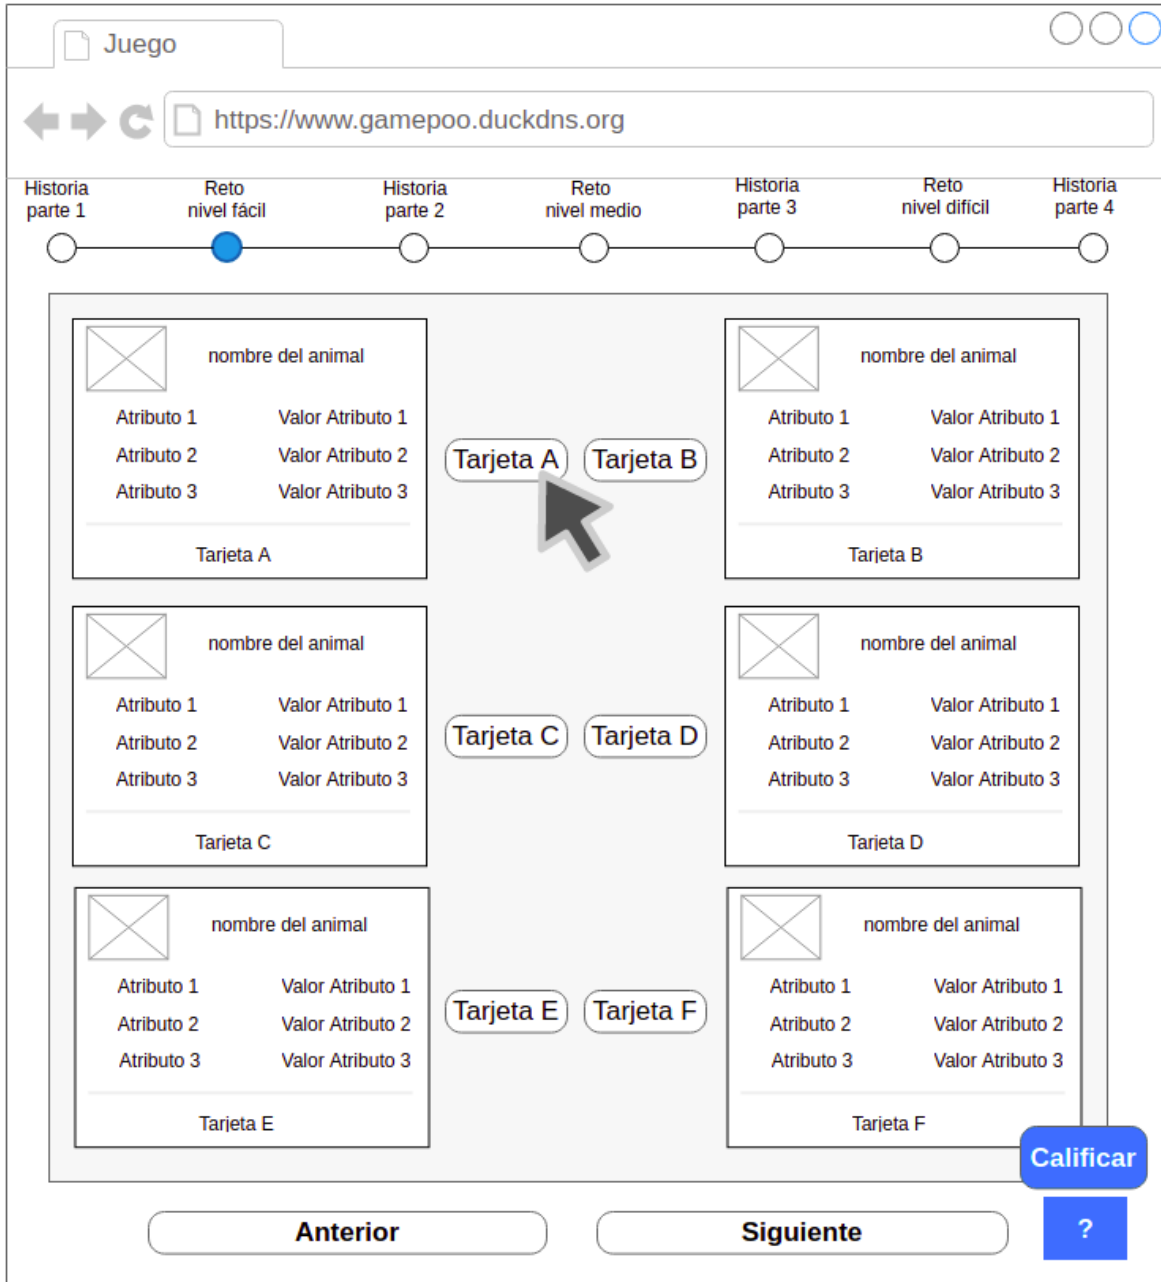 Juego
https://www.gamepoo.duckdns.org
Historia
parte 1
Reto
nivel fácil
Historia
parte 2
Reto
nivel medio
Historia
parte 3
Reto
nivel difícil
Historia
parte 4
nombre del animal
Atributo 1 Valor Atributo 1
Atributo 2 Valor Atributo 2
Atributo 3 Valor Atributo 3
Tarjeta A
Tarjeta A Tarjeta B
nombre del animal
Atributo 1 Valor Atributo 1
Atributo 2 Valor Atributo 2
Atributo 3 Valor Atributo 3
Tarjeta B
nombre del animal
Atributo 1 Valor Atributo 1
Atributo 2 Valor Atributo 2
Atributo 3 Valor Atributo 3
Tarjeta C
Tarjeta C Tarjeta D
nombre del animal
Atributo 1 Valor Atributo 1
Atributo 2 Valor Atributo 2
Atributo 3 Valor Atributo 3
Tarjeta D
nombre del animal
Atributo 1 Valor Atributo 1
Atributo 2 Valor Atributo 2
Atributo 3 Valor Atributo 3
Tarjeta E
Tarjeta E Tarjeta F
nombre del animal
Atributo 1 Valor Atributo 1
Atributo 2 Valor Atributo 2
Atributo 3 Valor Atributo 3
Tarjeta F
Calificar
Anterior Siguiente ?